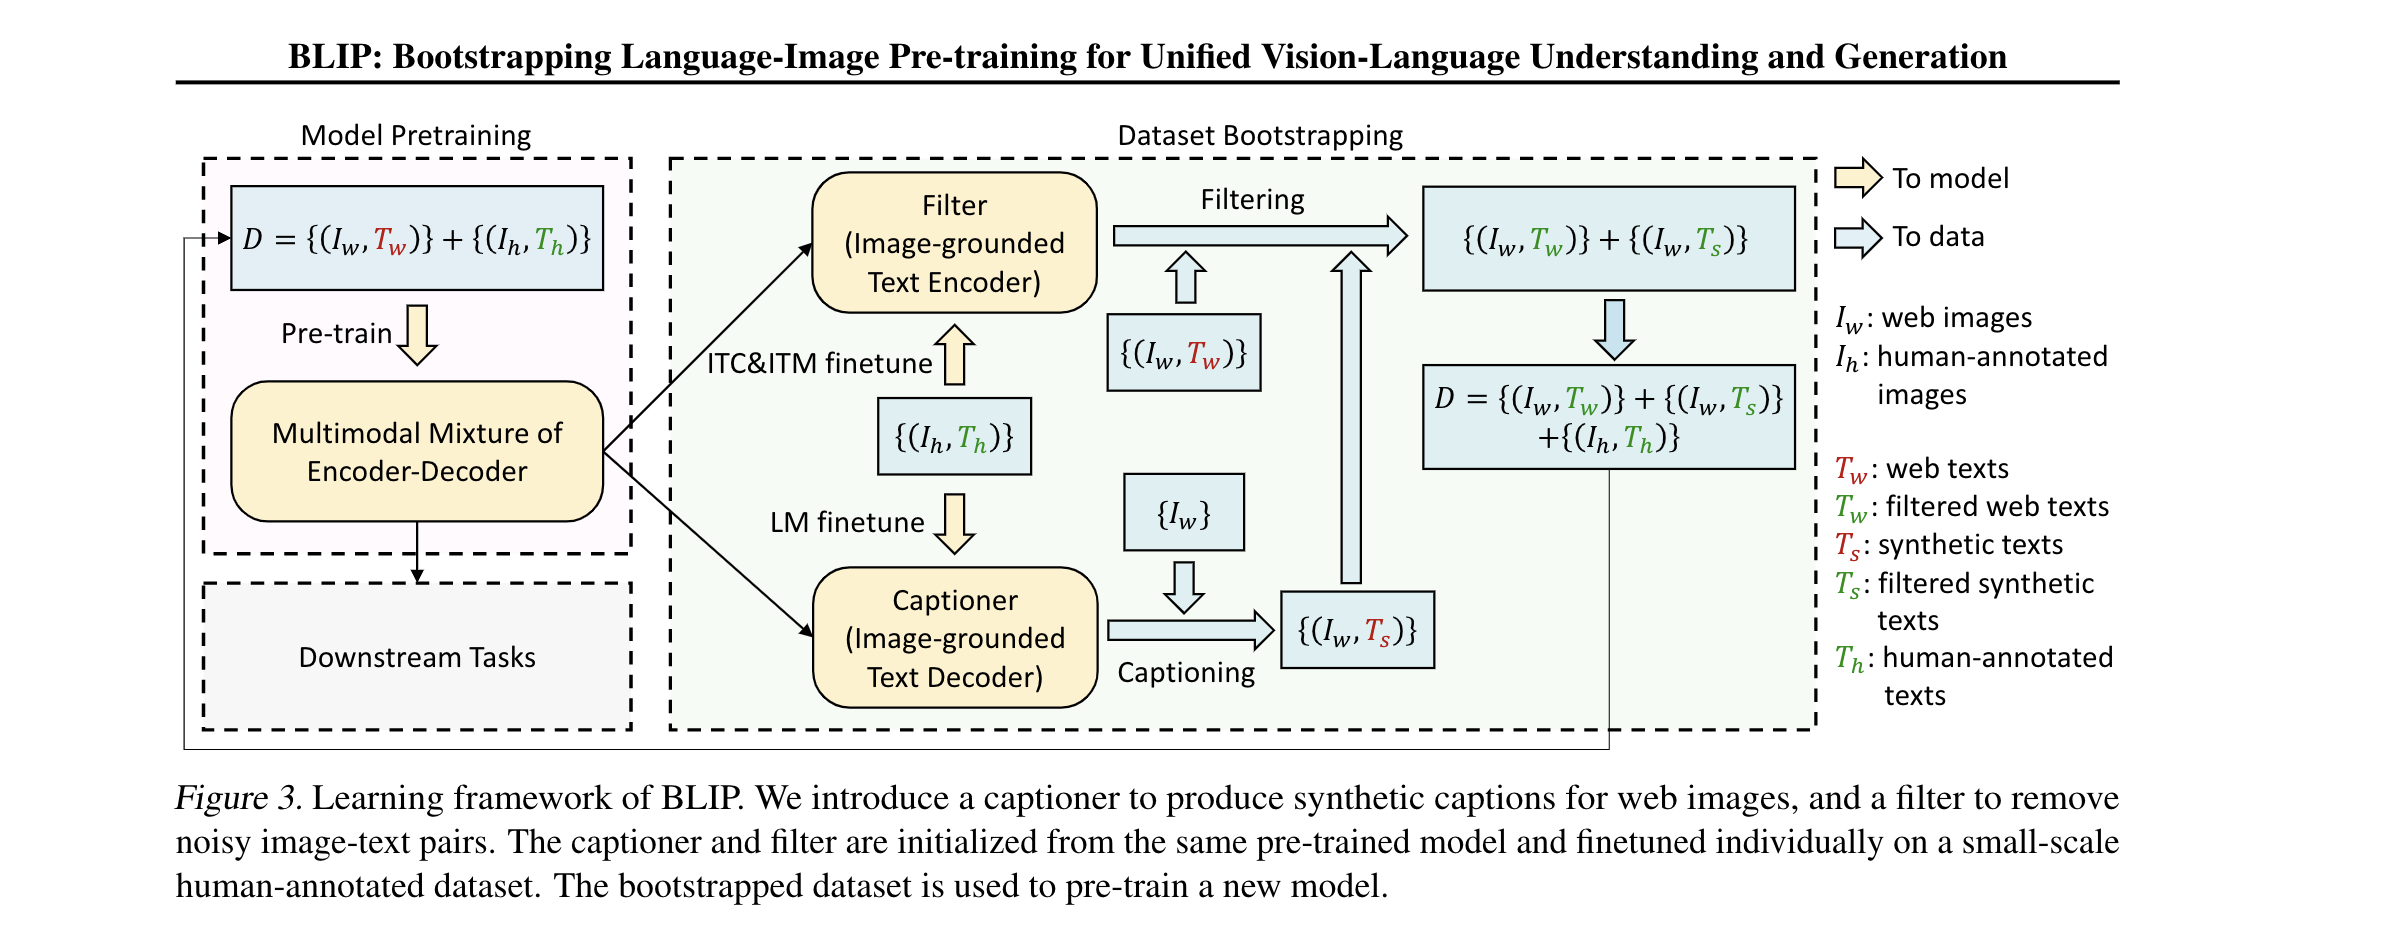 BLIP: Bootstrapping Language-Image Pre-training for Unified Vision-Language Understanding and Generation
Model Pretraining
D = {(I_w, T_w)} + {(I_h, T_h)}
Pre-train
Multimodal Mixture of
Encoder-Decoder
Downstream Tasks
Dataset Bootstrapping
Filter
(Image-grounded
Text Encoder)
ITC&ITM finetune
{(I_h, T_h)}
LM finetune
Captioner
(Image-grounded
Text Decoder)
Filtering
{(I_w, T_w)}
{I_w}
Captioning
{(I_w, T_s)}
{(I_w, T_w)} + {(I_w, T_s)}
D = {(I_w, T_w)} + {(I_w, T_s)}
+{(I_h, T_h)}
To model
To data
I_w: web images
I_h: human-annotated
images
T_w: web texts
T_w: filtered web texts
T_s: synthetic texts
T_s: filtered synthetic
texts
T_h: human-annotated
texts
Figure 3. Learning framework of BLIP. We introduce a captioner to produce synthetic captions for web images, and a filter to remove
noisy image-text pairs. The captioner and filter are initialized from the same pre-trained model and finetuned individually on a small-scale
human-annotated dataset. The bootstrapped dataset is used to pre-train a new model.